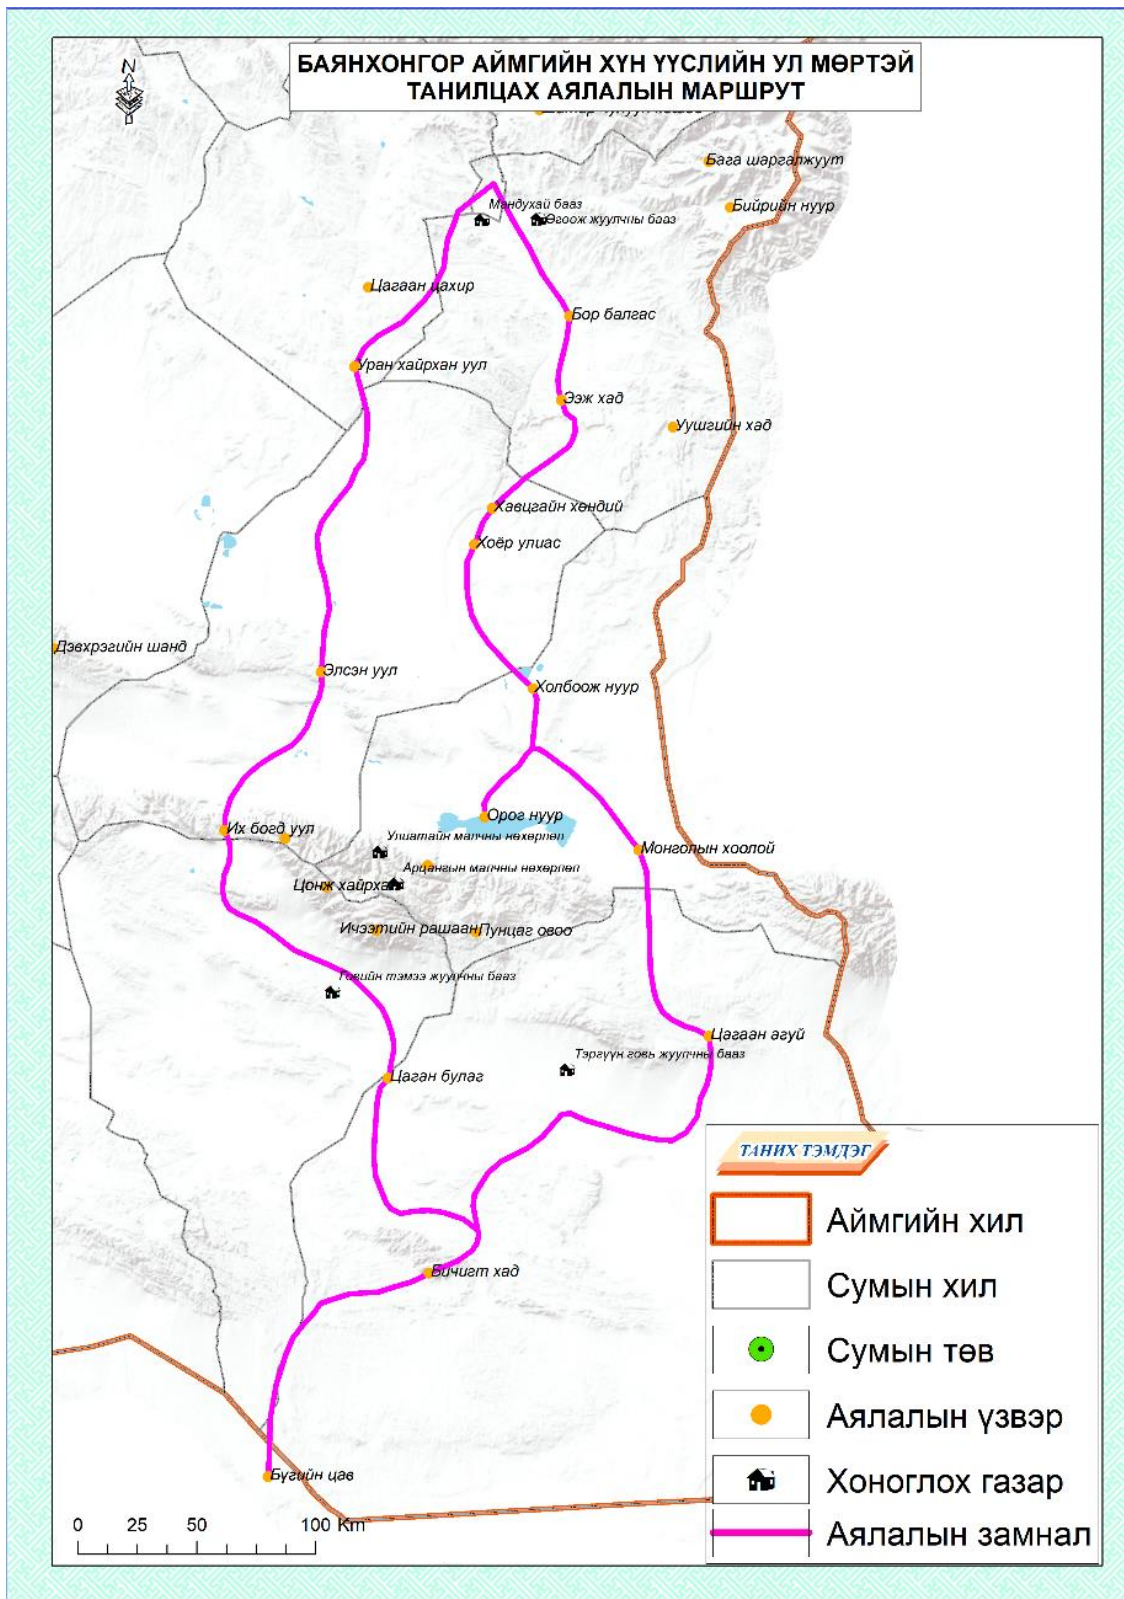 БАЯНХОНГОР АЙМГИЙН ХҮН ҮҮСЛИЙН УЛ МӨРТЭЙ
ТАНИЛЦАХ АЯЛАЛЫН МАРШРУТ
N
Бага шаргалжуут
Мандухай бааз
Бийрийн нуур
Өгоож жуулчны бааз
Цагаан цахир
Бор балгас
Уран хайрхан уул
Ээж хад
Уушгийн хад
Хавцгайн хөндий
Хоёр улиас
Дэвхрэгийн шанд
Элсэн уул
Холбоож нуур
Орог нуур
Их богд уул
Улиатайн малчны нөхөрлөл
Монголын хоолой
Арцангын малчны нөхөрлөл
Цонж хайрха
Ичээтийн рашаан
Пунцаг овоо
Говийн тэмээ жуулчны бааз
Цагаан агуй
Тэргүүн говь жуулчны бааз
Цаган булаг
Бичигт хад
Бүгийн цав
0 25 50 100 Km
ТАНИХ ТЭМДЭГ
Аймгийн хил
Сумын хил
Сумын төв
Аялалын үзвэр
Хоноглох газар
Аялалын замнал